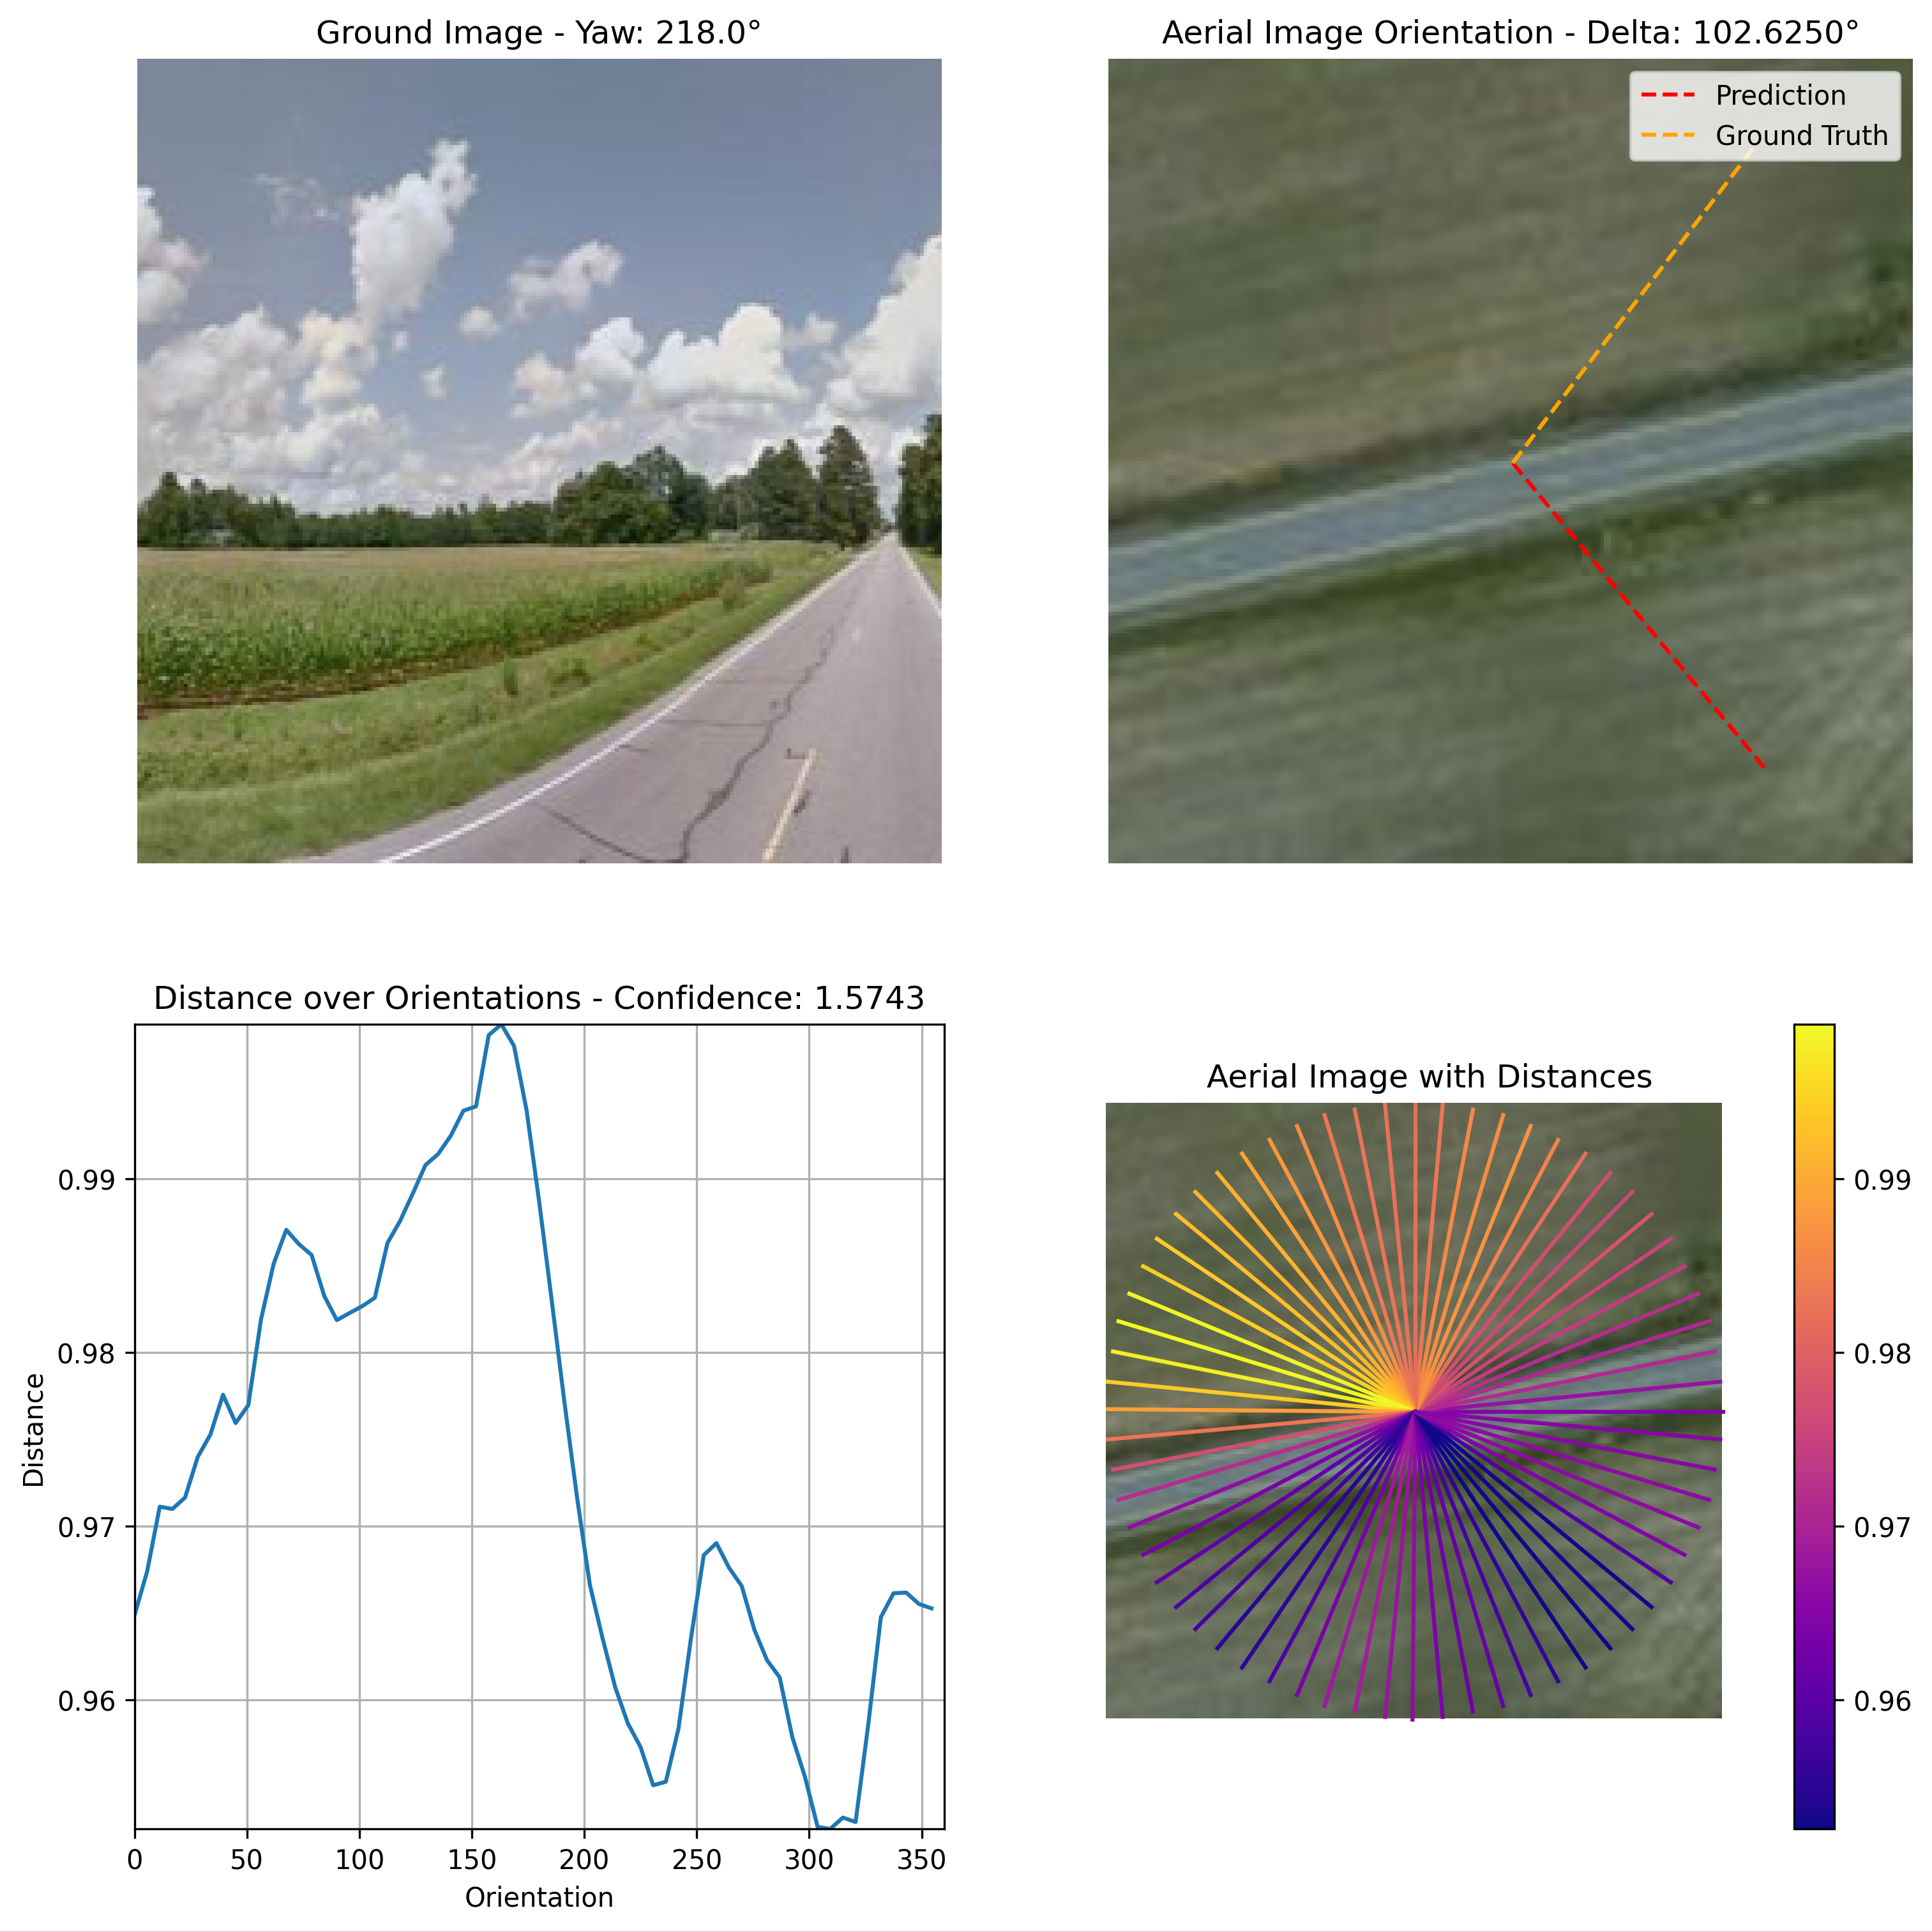 Ground Image - Yaw: 218.0°
Aerial Image Orientation - Delta: 102.6250°
Prediction
Ground Truth
Distance over Orientations - Confidence: 1.5743
Distance
0.99
0.98
0.97
0.96
0
50
100
150
200
250
300
350
Orientation
Aerial Image with Distances
0.99
0.98
0.97
0.96